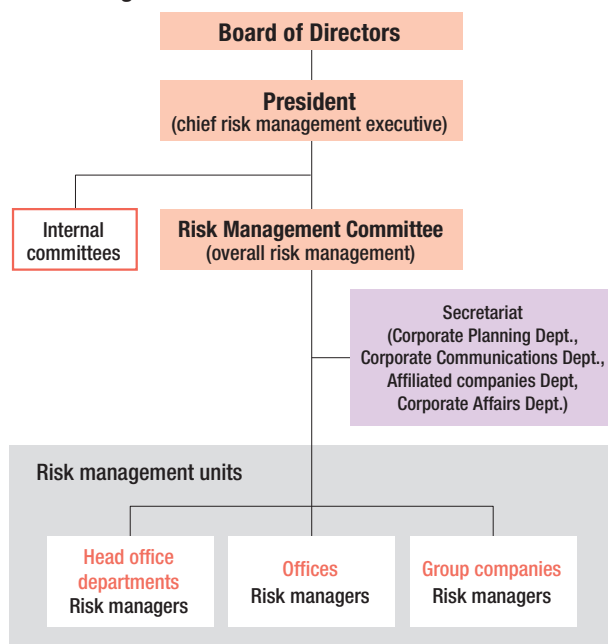 Board of Directors
President
(chief risk management executive)
Internal
committees
Risk Management Committee
(overall risk management)
Secretariat
(Corporate Planning Dept.,
Corporate Communications Dept.,
Affiliated companies Dept,
Corporate Affairs Dept.)
Risk management units
Head office
departments
Risk managers
Offices
Risk managers
Group companies
Risk managers